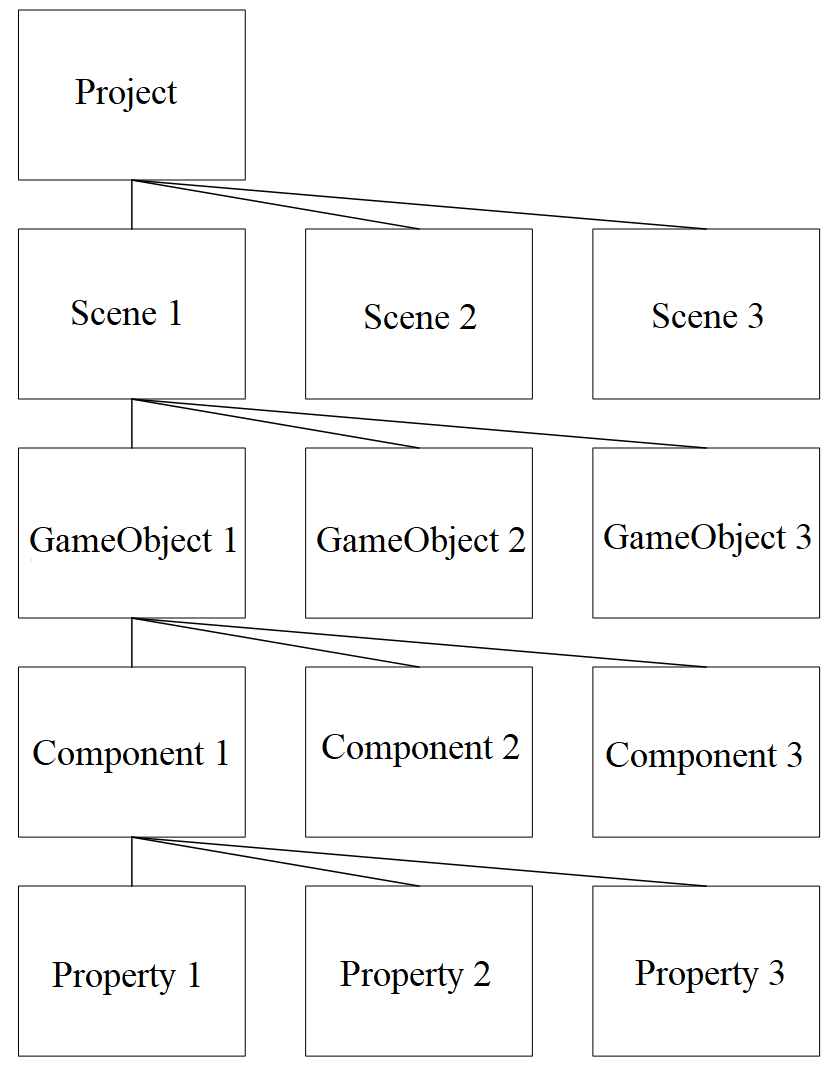 Project
Scene 1
Scene 2
Scene 3
GameObject 1
GameObject 2
GameObject 3
Component 1
Component 2
Component 3
Property 1
Property 2
Property 3